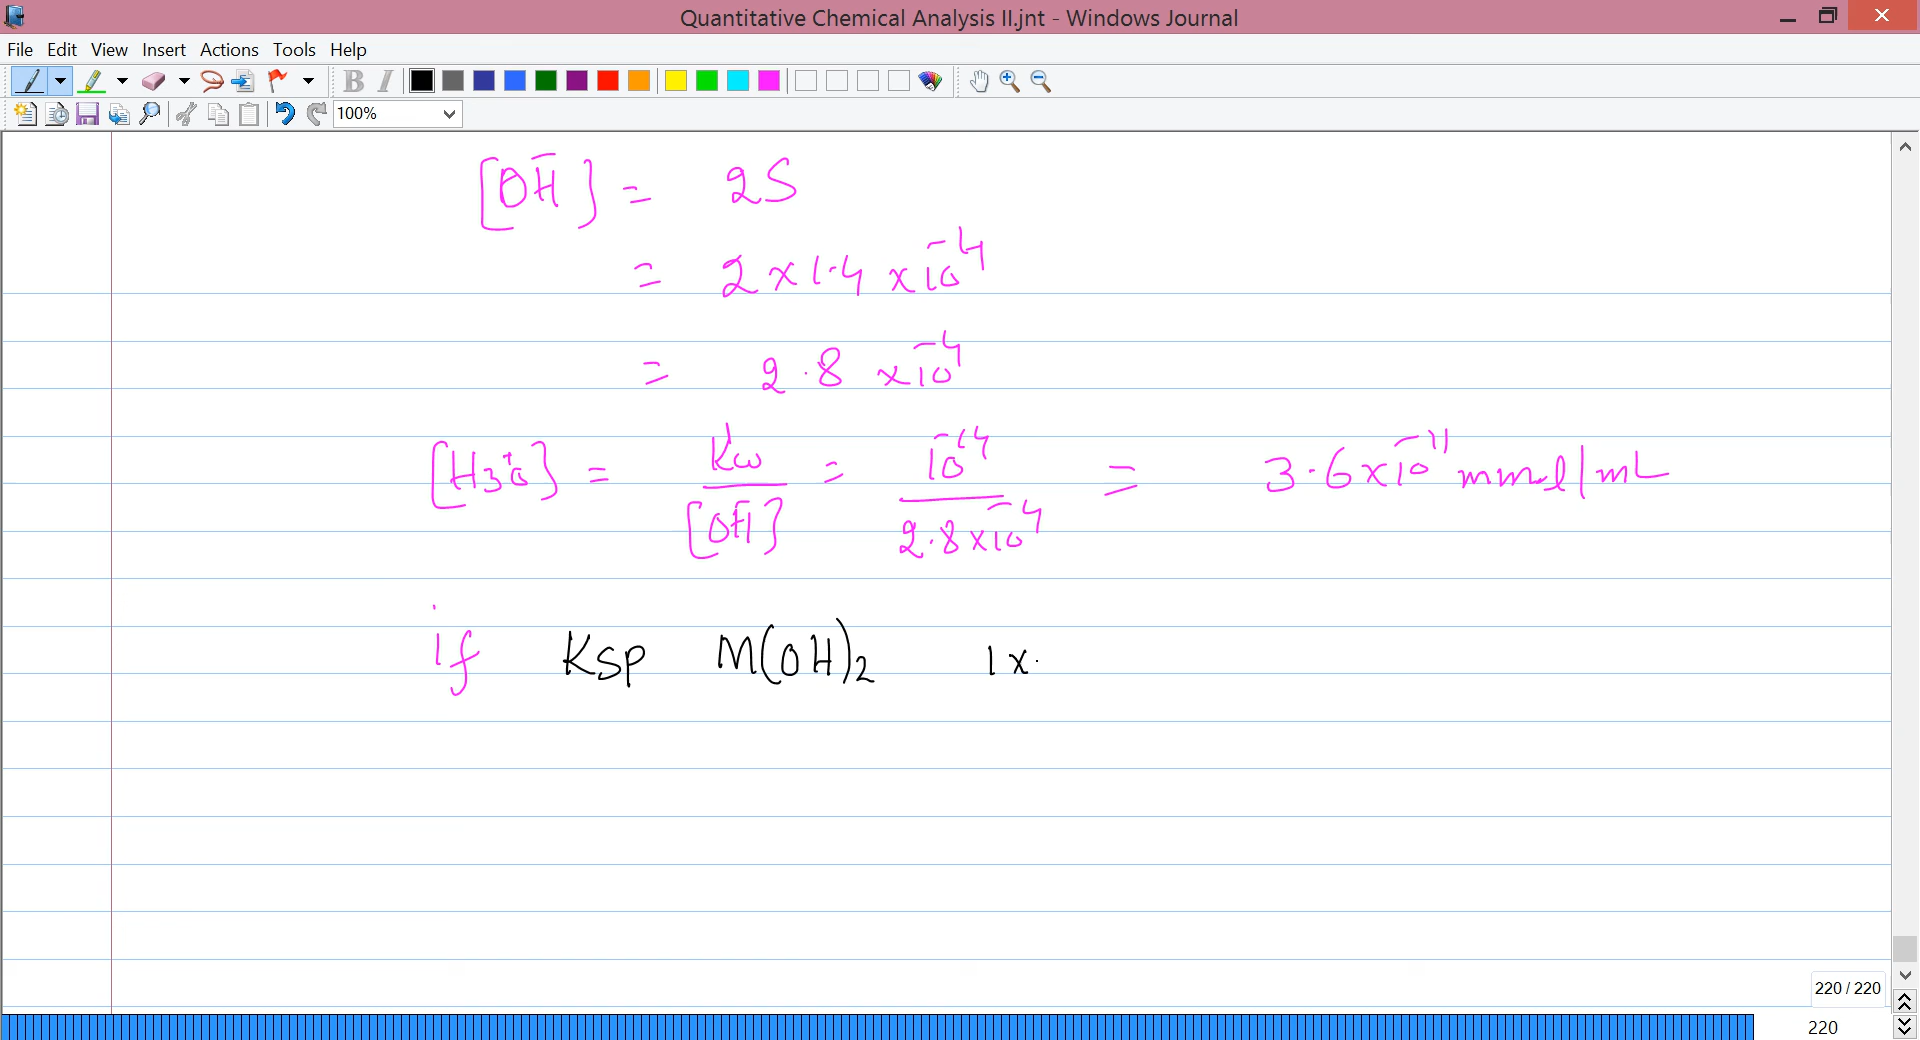 Quantitative Chemical Analysis II.jnt - Windows Journal
File Edit View Insert Actions Tools Help
B I
100%
[OH⁻] = 2S
= 2 x 1.4 x 10⁻⁴
= 2.8 x 10⁻⁴
[H3O⁺] = Kw / [OH⁻] = 10⁻¹⁴ / 2.8 x 10⁻⁴ = 3.6 x 10⁻¹¹ mmol/mL
if Ksp M(OH)2 1x.
220 / 220
220